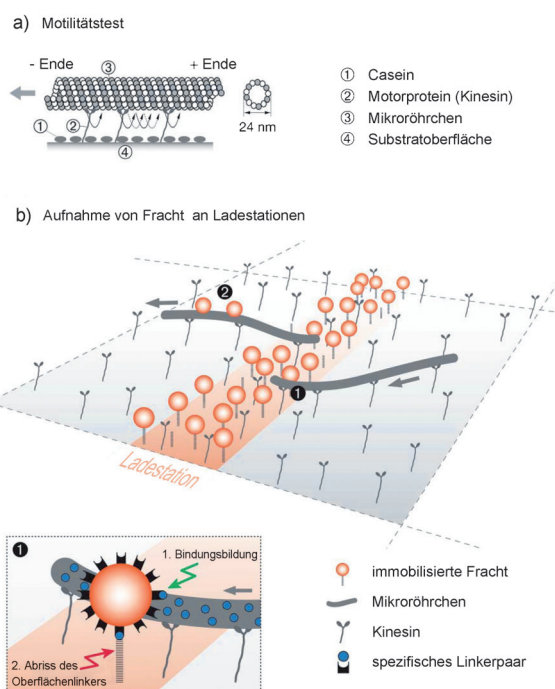 a) Motilitätstest
- Ende
③
+ Ende
①
②
④
24 nm
① Casein
② Motorprotein (Kinesin)
③ Mikroröhrchen
④ Substratoberfläche
b) Aufnahme von Fracht an Ladestationen
❷
❶
Ladestation
❶
1. Bindungsbildung
2. Abriss des
Oberflächenlinkers
immobilisierte Fracht
Mikroröhrchen
Kinesin
spezifisches Linkerpaar